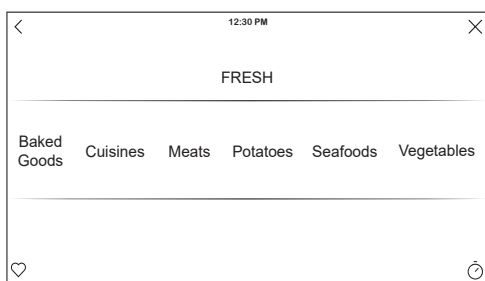 12:30 PM
FRESH
Baked
Goods
Cuisines
Meats
Potatoes
Seafoods
Vegetables